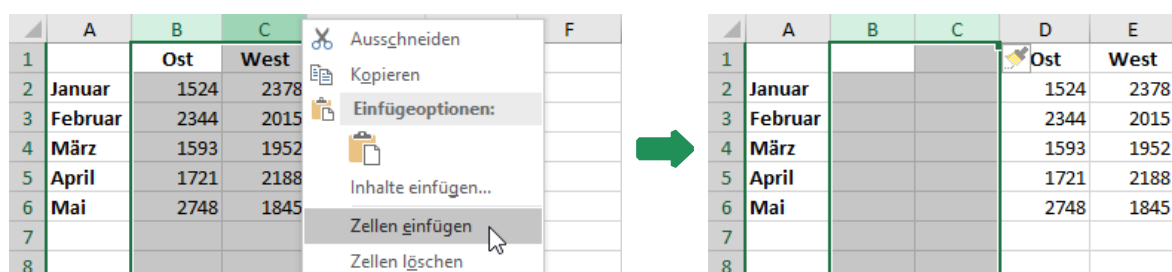 A B C F
1 Ost West
2 Januar 1524 2378
3 Februar 2344 2015
4 März 1593 1952
5 April 1721 2188
6 Mai 2748 1845
7
8
Ausschneiden
Kopieren
Einfügeoptionen:
Inhalte einfügen...
Zellen einfügen
Zellen löschen
A B C D E
1 Ost West
2 Januar 1524 2378
3 Februar 2344 2015
4 März 1593 1952
5 April 1721 2188
6 Mai 2748 1845
7
8